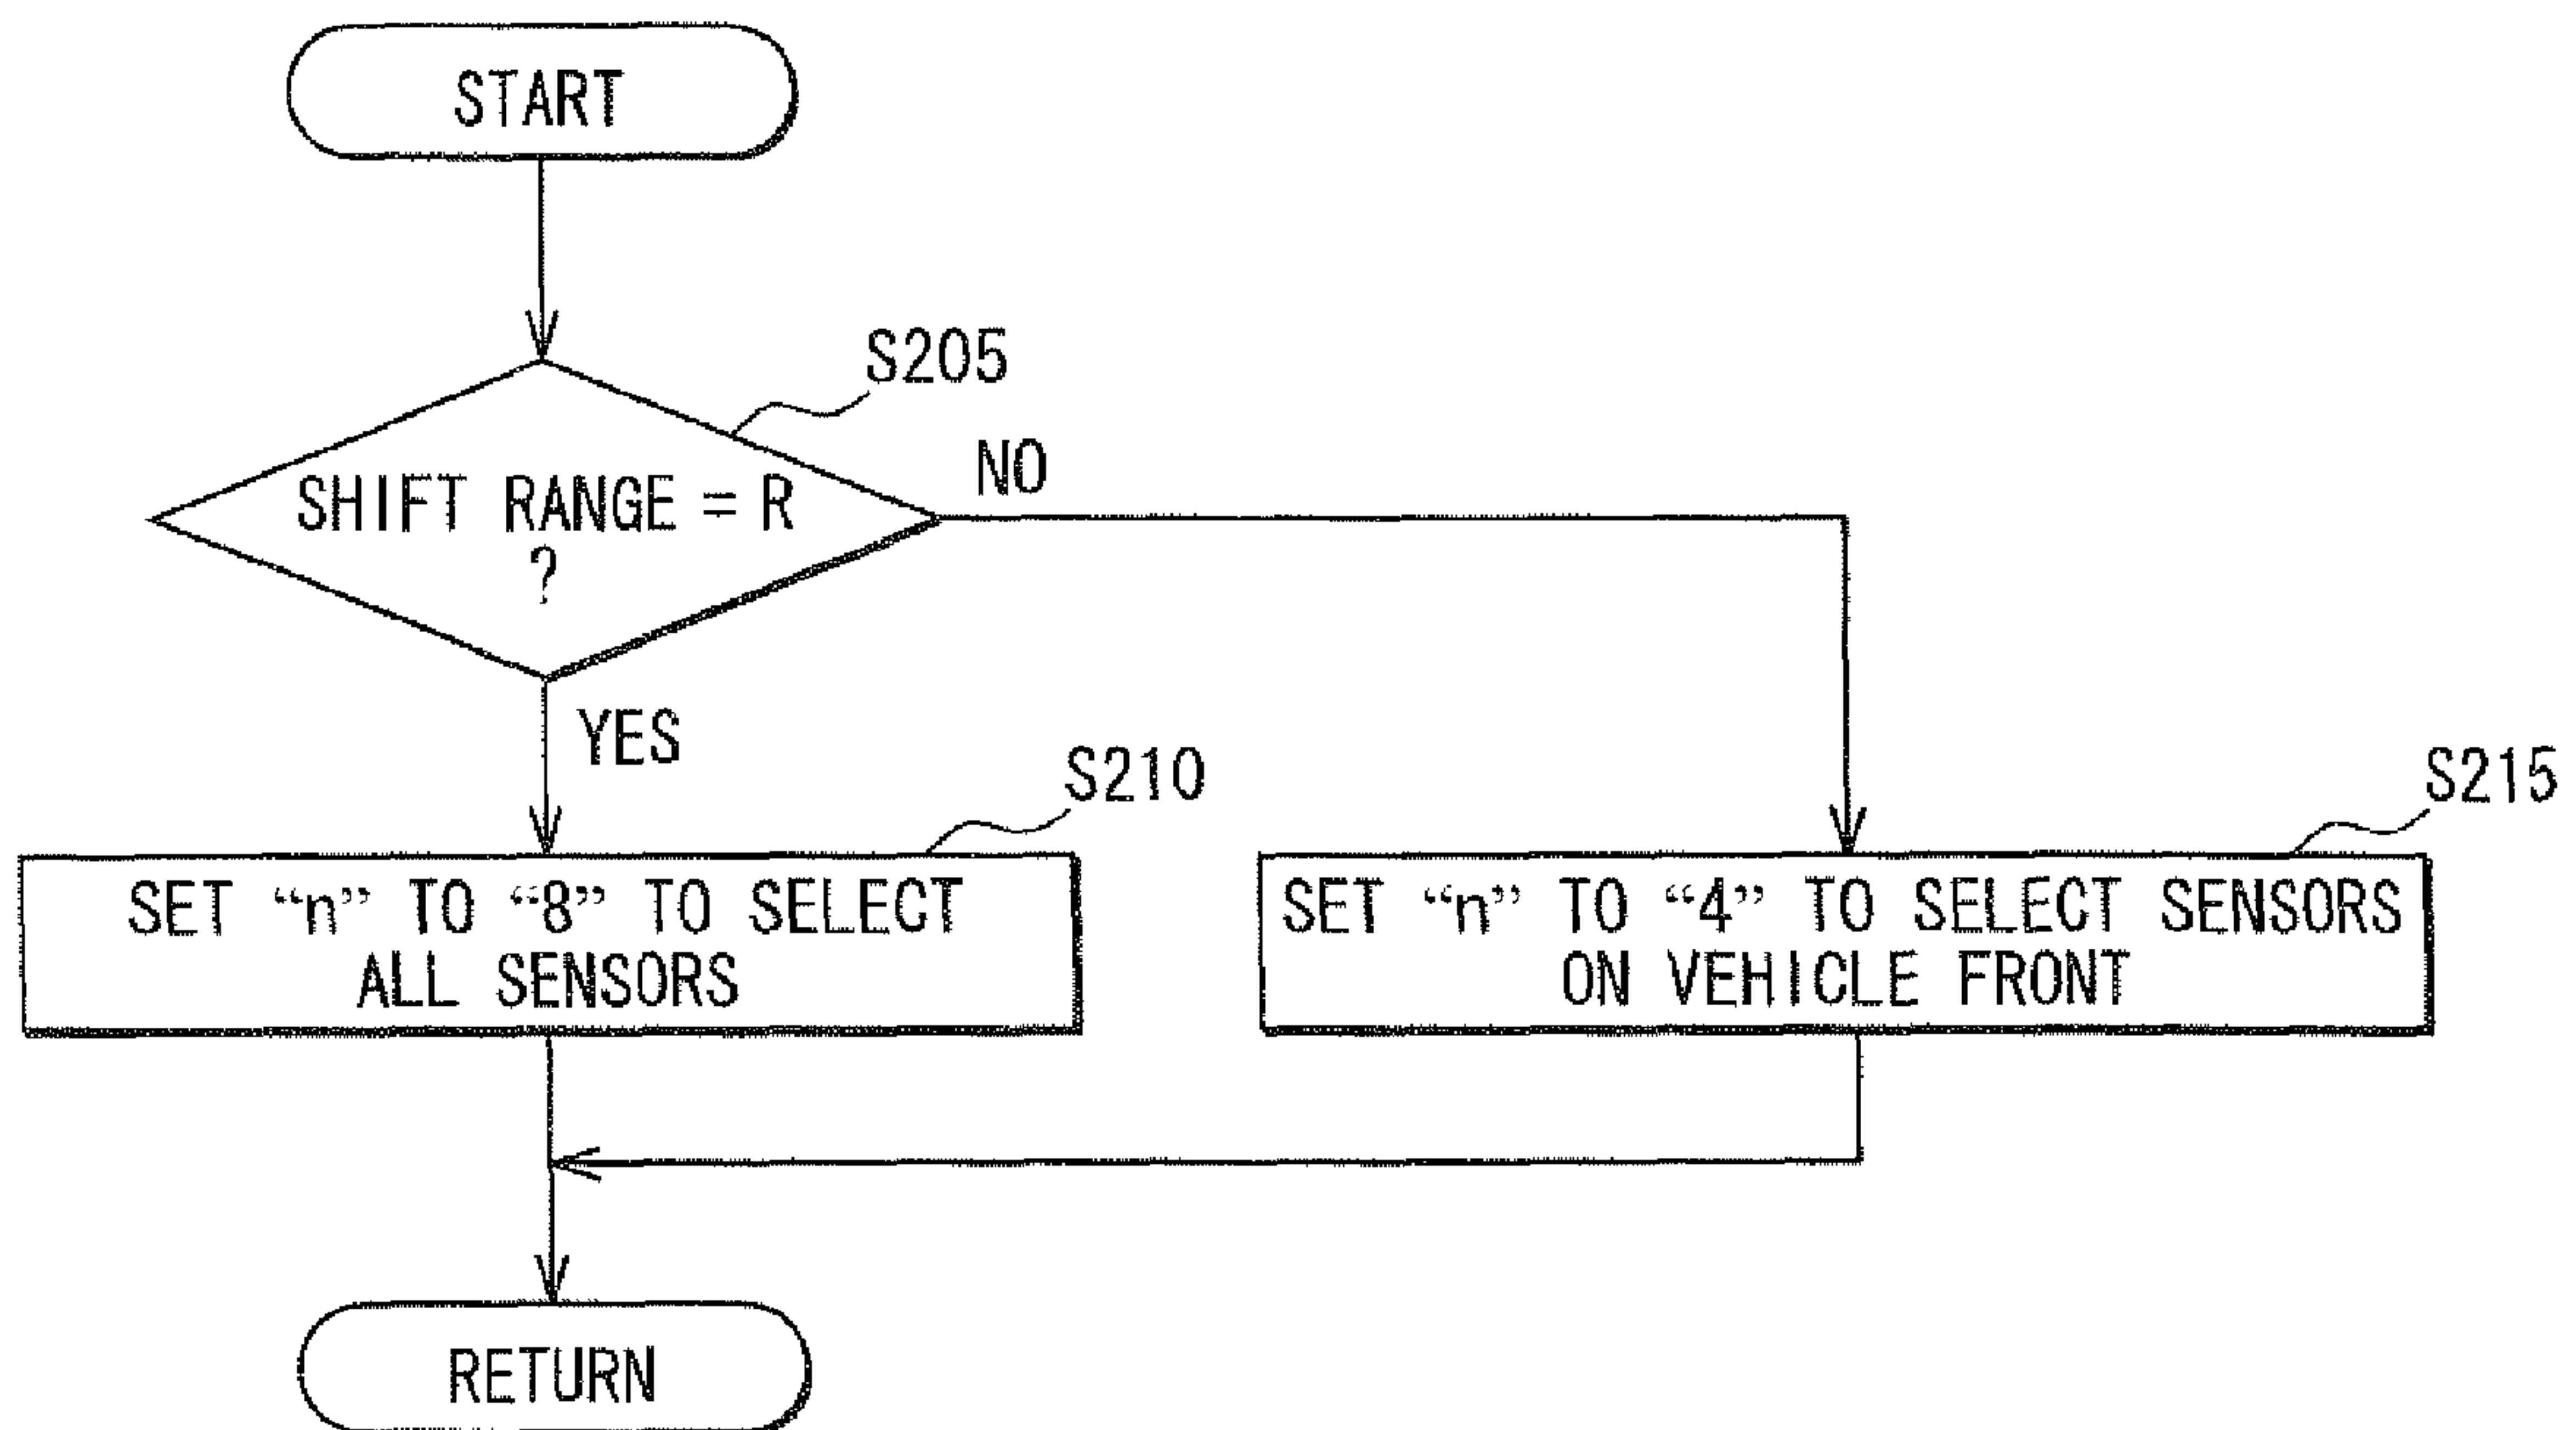 START
S205
SHIFT RANGE = R
?
NO
YES
S210
SET “n” TO “8” TO SELECT
ALL SENSORS
S215
SET “n” TO “4” TO SELECT SENSORS
ON VEHICLE FRONT
RETURN